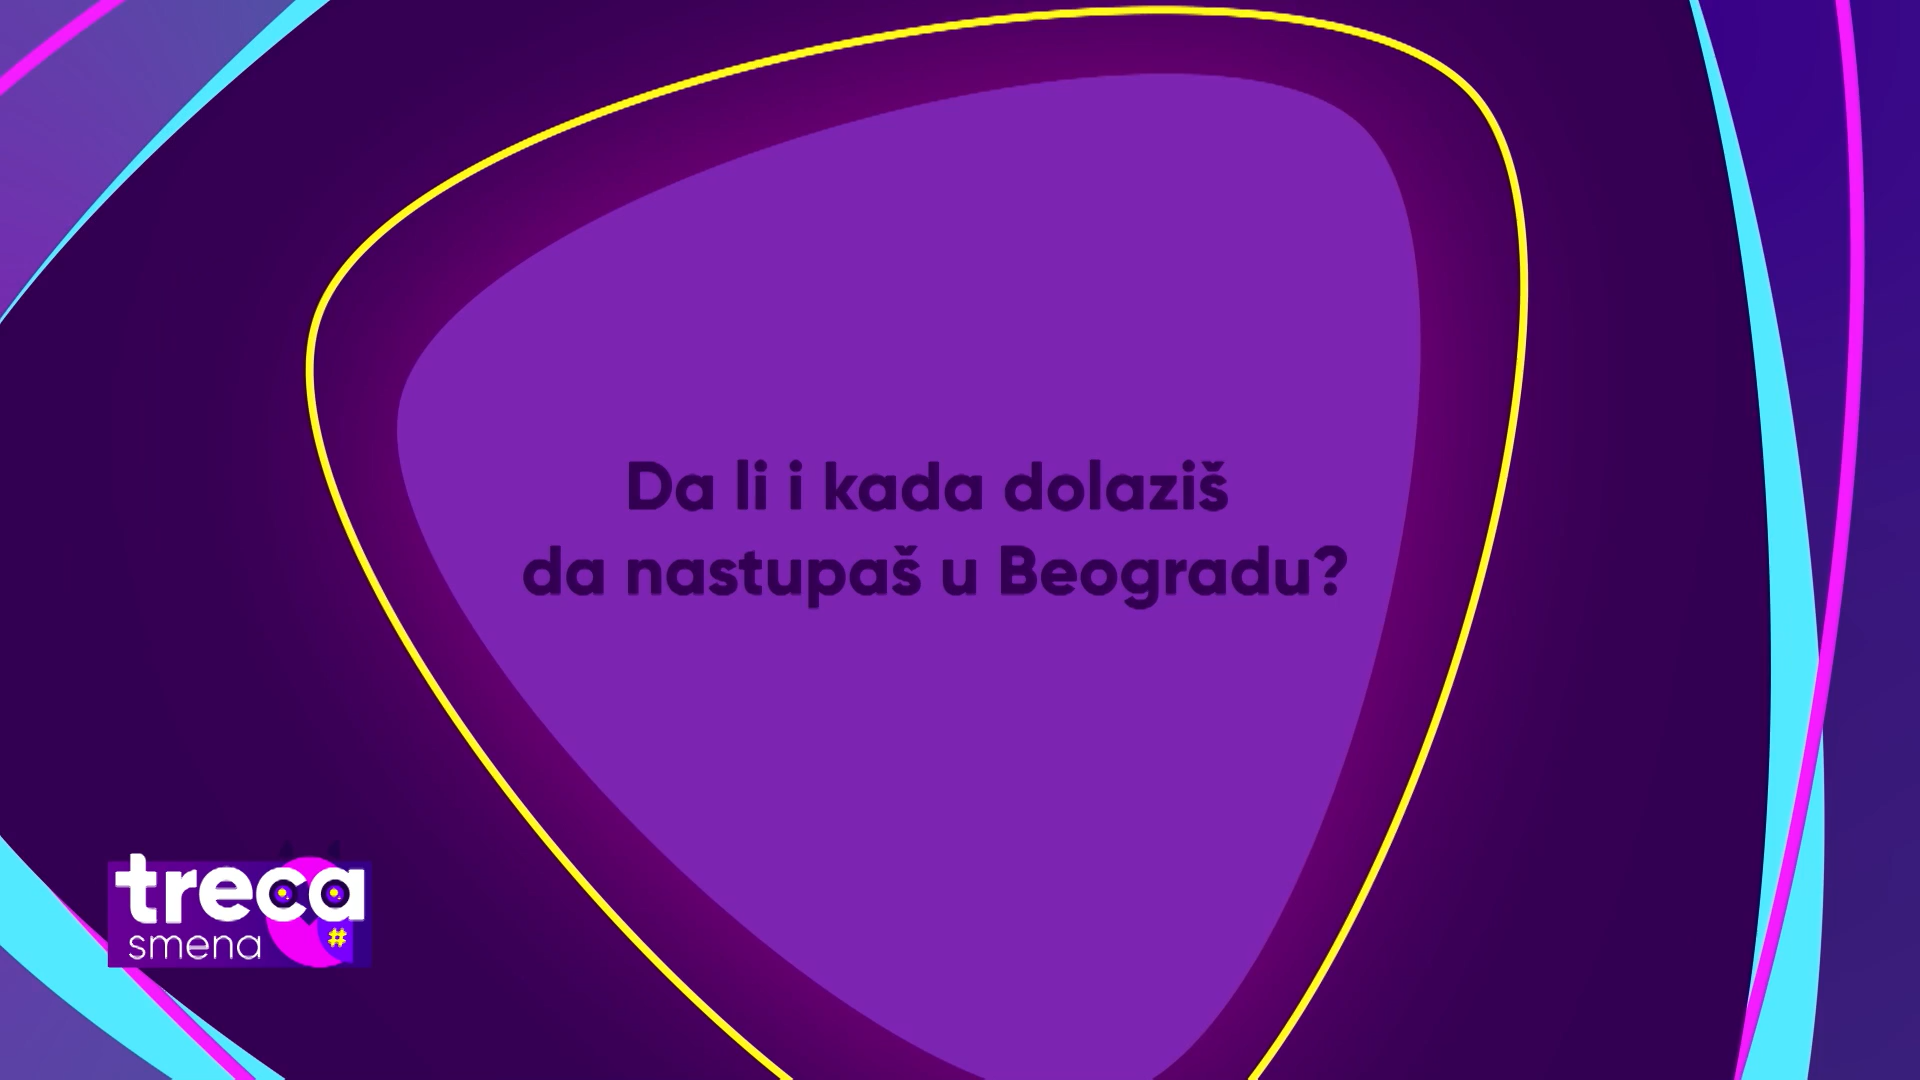 Da li i kada dolaziš
da nastupaš u Beogradu?
treca
smena
#